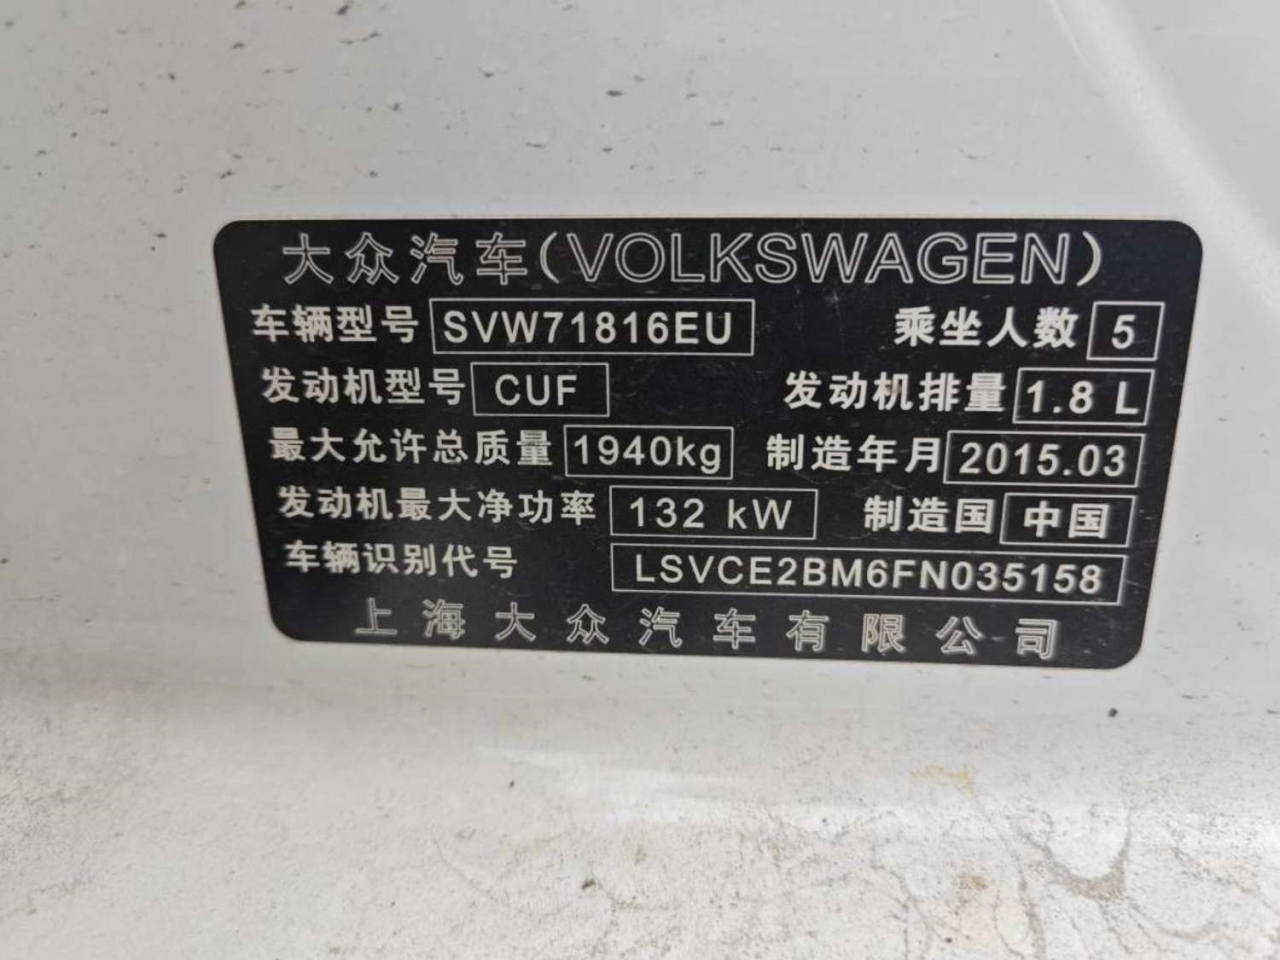 大众汽车(VOLKSWAGEN)
车辆型号 SVW71816EU 乘坐人数 5
发动机型号 CUF 发动机排量 1.8 L
最大允许总质量 1940kg 制造年月 2015.03
发动机最大净功率 132 kW 制造国 中国
车辆识别代号 LSVCE2BM6FN035158
上海大众汽车有限公司